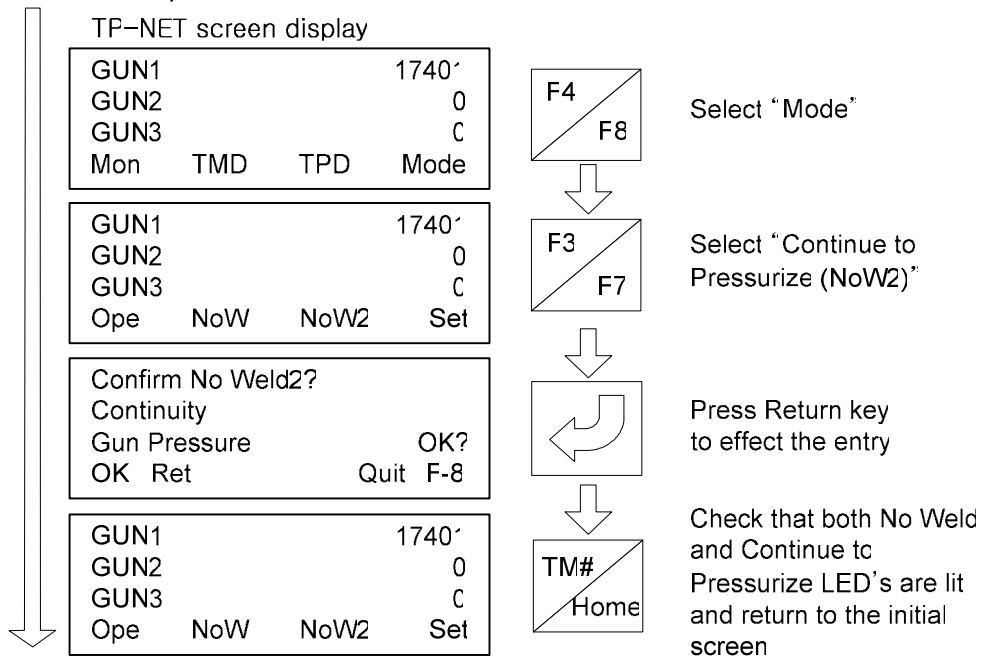 TP-NET screen display
GUN1 17401
GUN2 0
GUN3 0
Mon TMD TPD Mode
F4
F8
Select “Mode”
GUN1 17401
GUN2 0
GUN3 0
Ope NoW NoW2 Set
F3
F7
Select “Continue to
Pressurize (NoW2)”
Confirm No Weld2?
Continuity
Gun Pressure OK?
OK Ret Quit F-8
Press Return key
to effect the entry
GUN1 17401
GUN2 0
GUN3 0
Ope NoW NoW2 Set
TM#
Home
Check that both No Weld
and Continue to
Pressurize LED’s are lit
and return to the initial
screen